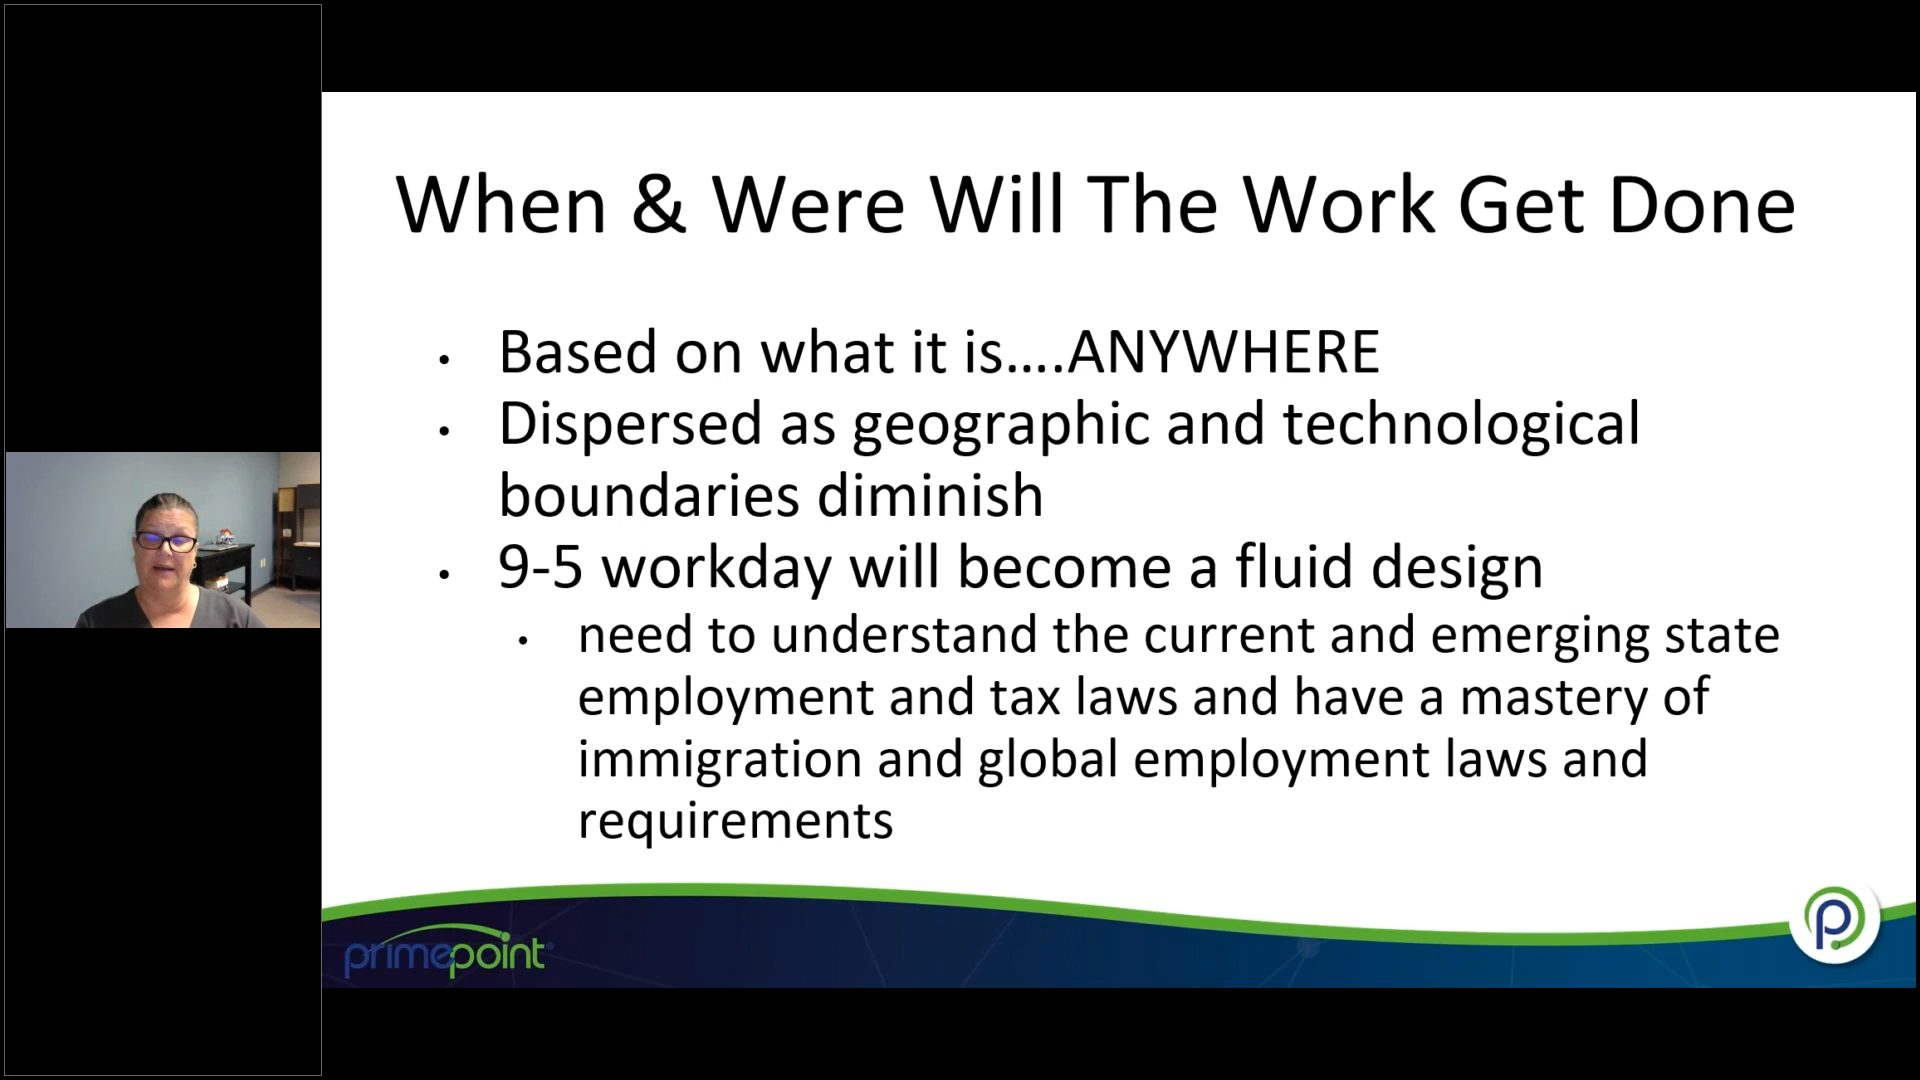 When & Were Will The Work Get Done
• Based on what it is….ANYWHERE
• Dispersed as geographic and technological
boundaries diminish
• 9-5 workday will become a fluid design
• need to understand the current and emerging state
employment and tax laws and have a mastery of
immigration and global employment laws and
requirements
primepoint®
p